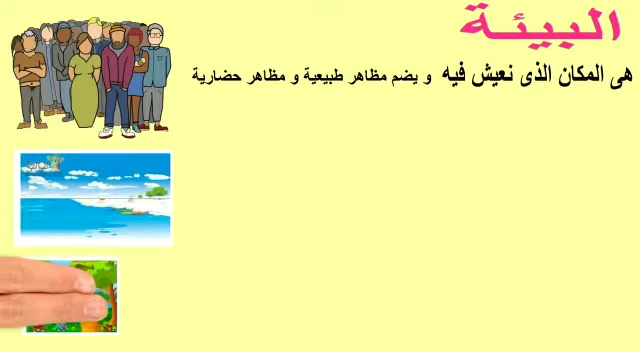 البيئة
هى المكان الذى نعيش فيه و يضم مظاهر طبيعية و مظاهر حضارية